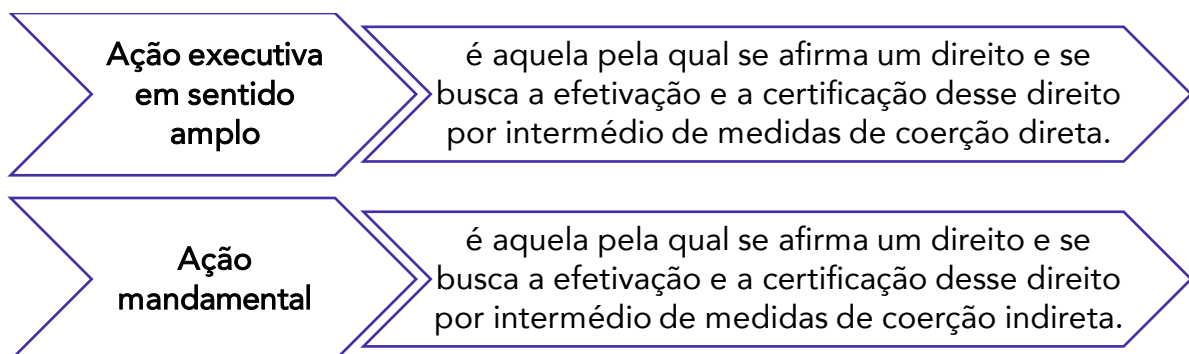 Ação executiva
em sentido
amplo
é aquela pela qual se afirma um direito e se
busca a efetivação e a certificação desse direito
por intermédio de medidas de coerção direta.
Ação
mandamental
é aquela pela qual se afirma um direito e se
busca a efetivação e a certificação desse direito
por intermédio de medidas de coerção indireta.